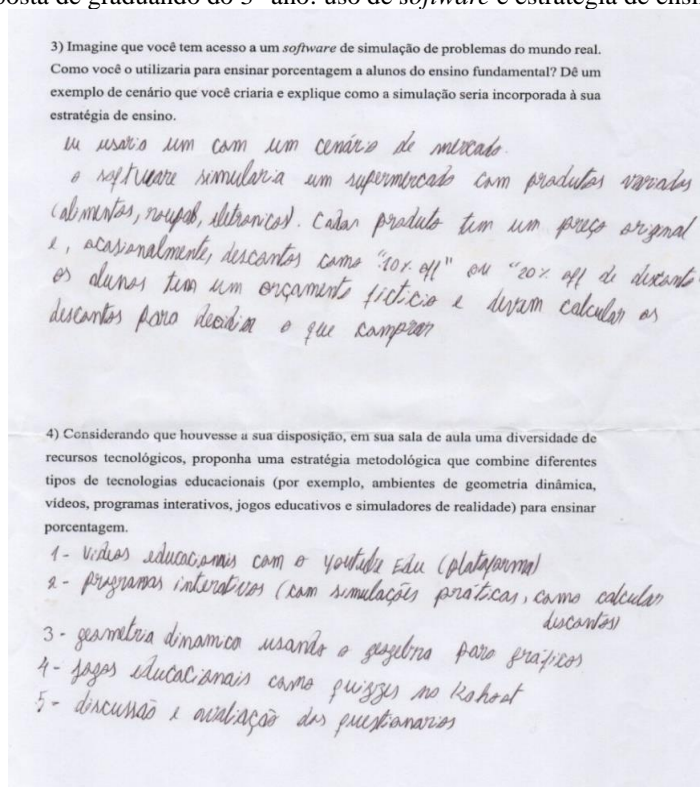 posta de graduando do 3º ano: uso de software e estratégia de ensi
3) Imagine que você tem acesso a um software de simulação de problemas do mundo real.
Como você o utilizaria para ensinar porcentagem a alunos do ensino fundamental? Dê um
exemplo de cenário que você criaria e explique como a simulação seria incorporada à sua
estratégia de ensino.
eu usaria um com um cenário de mercado.
o software simularia um supermercado com produtos variados
(alimentos, roupas, eletronicos). Cada produto tem um preço original
e, ocasionalmente, descontos como "10% off" ou "20% off de desconto
os alunos tem um orçamento ficticio e devem calcular os
descontos para decidir o que comprar
4) Considerando que houvesse a sua disposição, em sua sala de aula uma diversidade de
recursos tecnológicos, proponha uma estratégia metodológica que combine diferentes
tipos de tecnologias educacionais (por exemplo, ambientes de geometria dinâmica,
vídeos, programas interativos, jogos educativos e simuladores de realidade) para ensinar
porcentagem.
1- videos educacionais com o youtube Edu (plataforma)
2- programas interativos (com simulações práticas, como calcular
descontos)
3- geometria dinamica usando o geogebra para gráficos
4- jogos educacionais como quizzes no Kahoot
5- discussão e avaliação dos questionarios